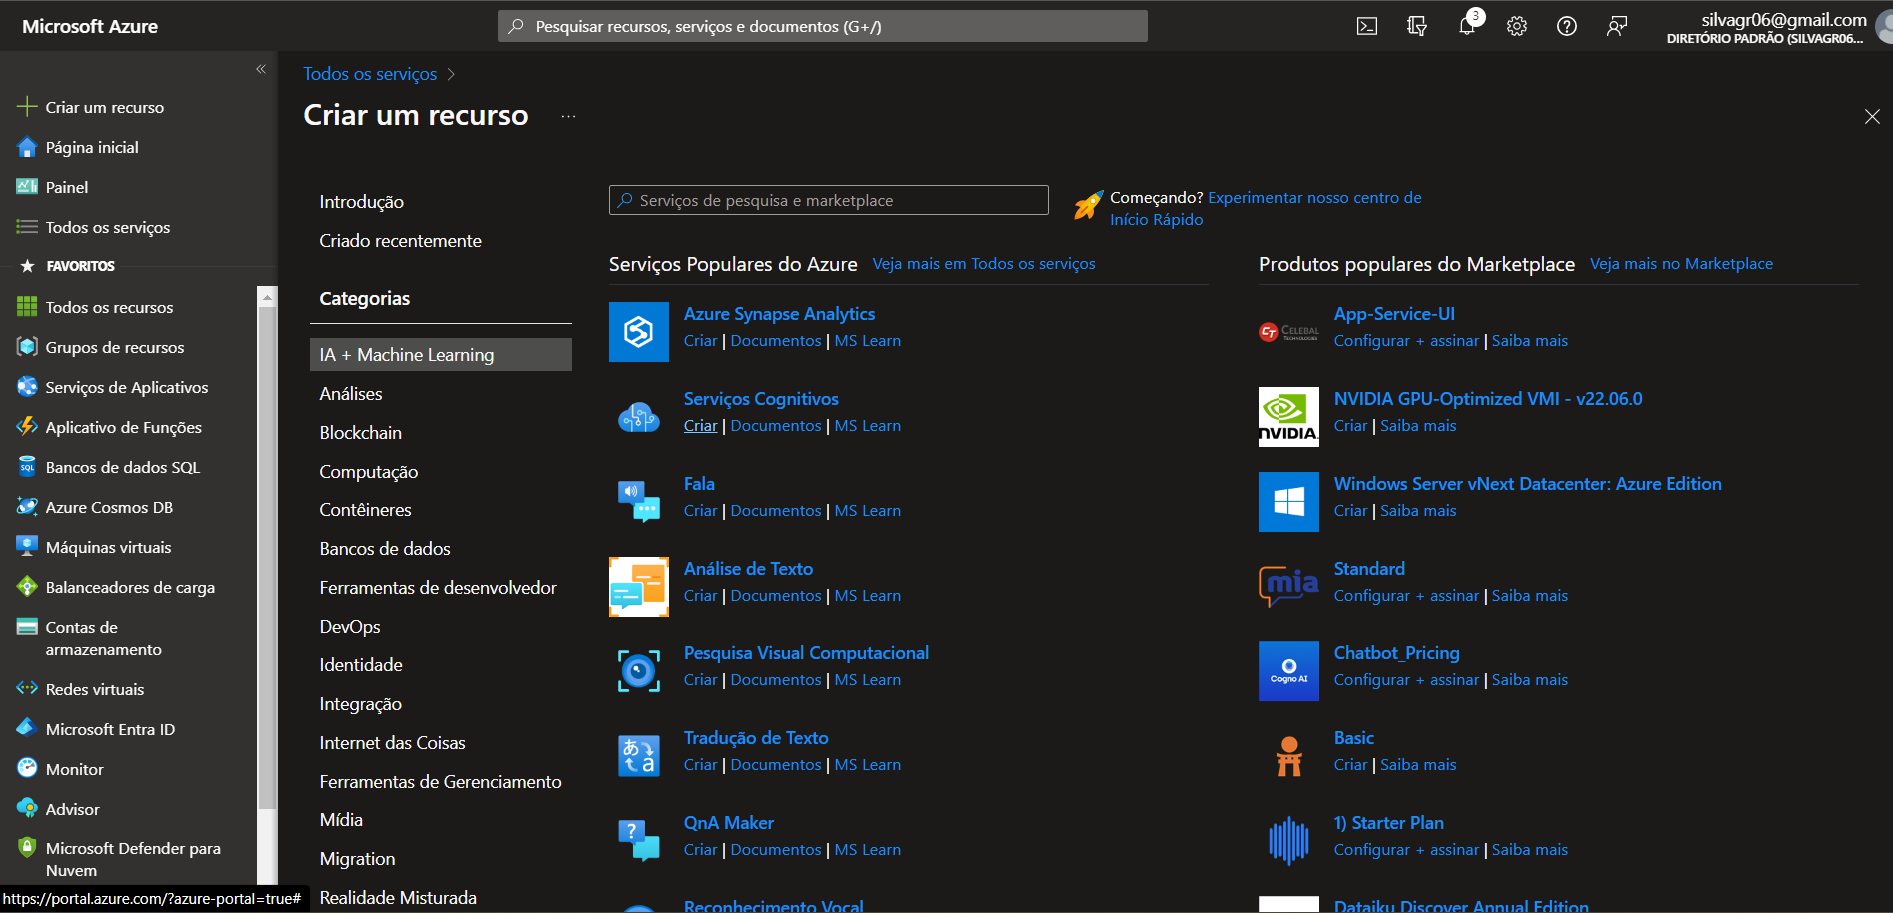 Microsoft Azure
Pesquisar recursos, serviços e documentos (G+/)
3
silvagr06@gmail.com
DIRETÓRIO PADRÃO (SILVAGR06...
Criar um recurso
Página inicial
Painel
Todos os serviços
FAVORITOS
Todos os recursos
Grupos de recursos
Serviços de Aplicativos
Aplicativo de Funções
SQL
Bancos de dados SQL
Azure Cosmos DB
Máquinas virtuais
Balanceadores de carga
Contas de
armazenamento
Redes virtuais
Microsoft Entra ID
Monitor
Advisor
Microsoft Defender para
Nuvem
https://portal.azure.com/?azure-portal=true#
Todos os serviços
Criar um recurso
...
Introdução
Criado recentemente
Categorias
IA + Machine Learning
Análises
Blockchain
Computação
Contêineres
Bancos de dados
Ferramentas de desenvolvedor
DevOps
Identidade
Integração
Internet das Coisas
Ferramentas de Gerenciamento
Mídia
Migration
Realidade Misturada
Serviços de pesquisa e marketplace
Começando? Experimentar nosso centro de
Início Rápido
Serviços Populares do Azure Veja mais em Todos os serviços
Azure Synapse Analytics
Criar | Documentos | MS Learn
Serviços Cognitivos
Criar | Documentos | MS Learn
Fala
Criar | Documentos | MS Learn
Análise de Texto
Criar | Documentos | MS Learn
Pesquisa Visual Computacional
Criar | Documentos | MS Learn
あ a
Tradução de Texto
Criar | Documentos | MS Learn
?
QnA Maker
Criar | Documentos | MS Learn
Reconhecimento Vocal
Produtos populares do Marketplace Veja mais no Marketplace
CT CELEBAL
TECHNOLOGIES
App-Service-UI
Configurar + assinar | Saiba mais
NVIDIA.
NVIDIA GPU-Optimized VMI - v22.06.0
Criar | Saiba mais
Windows Server vNext Datacenter: Azure Edition
Criar | Saiba mais
mia
Standard
Configurar + assinar | Saiba mais
Cogno AI
Chatbot_Pricing
Configurar + assinar | Saiba mais
Basic
Criar | Saiba mais
1) Starter Plan
Configurar + assinar | Saiba mais
Dataiku Discover Annual Edition